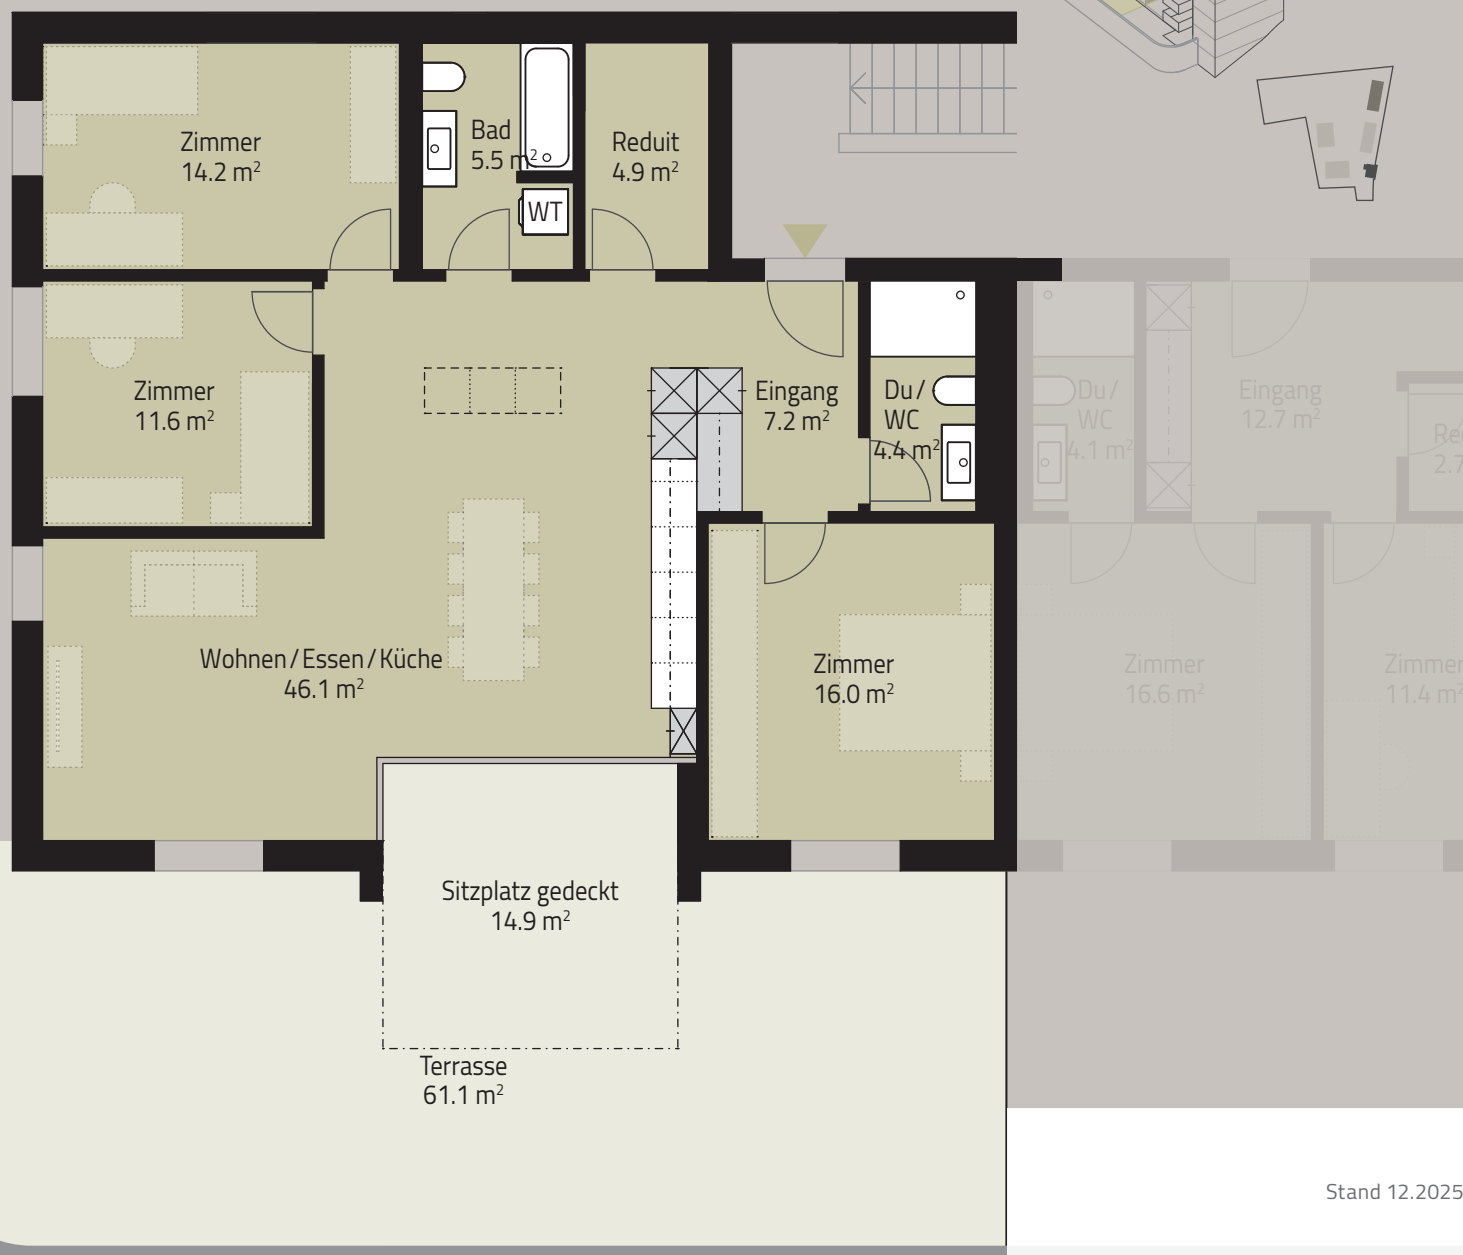 Zimmer
14.2 m²
Bad
5.5 m²
WT
Reduit
4.9 m²
Zimmer
11.6 m²
Eingang
7.2 m²
Du /
WC
4.4 m²
Du /
WC
4.1 m²
Eingang
12.7 m²
2.7
Wohnen / Essen / Küche
46.1 m²
Zimmer
16.0 m²
Zimmer
16.6 m²
Zimmer
11.4 m²
Sitzplatz gedeckt
14.9 m²
Terrasse
61.1 m²
Stand 12.2025